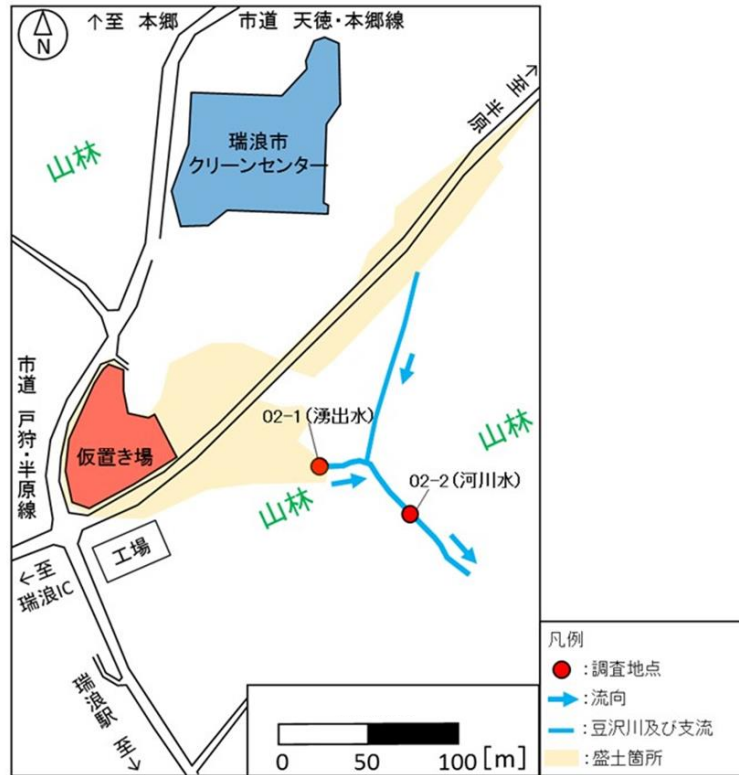 ↑至 本郷
市道 天徳・本郷線
N
↑至 半原
山林
瑞浪市
クリーンセンター
市道 戸狩・半原線
02-1(湧出水)
山林
仮置き場
02-2(河川水)
山林
工場
←至
瑞浪IC
瑞浪駅 至→
0 50 100[m]
凡例
:調査地点
:流向
:豆沢川及び支流
:盛土箇所